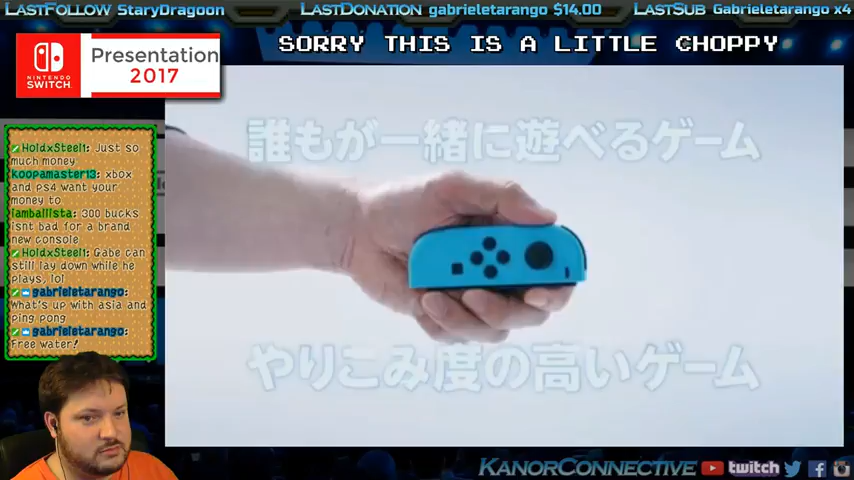 LASTFOLLOW STARYDRAGOON
LASTDONATION gabrieletarango $14.00
LASTSUB Gabrieletarango x4
SORRY THIS IS A LITTLE CHOPPY
NINTENDO
SWITCH
Presentation
2017
誰もが一緒に遊べるゲーム
やりこみ度の高いゲーム
HoldxSteel1: Just so
much money
koopamaster13: xbox
and ps4 want your
money to
iamballista: 300 bucks
isnt bad for a brand
new console
HoldxSteel1: Gabe can
still lay down while he
plays, lol
gabrieletarango:
What's up with asia and
ping pong
gabrieletarango:
Free water!
KANORCONNECTIVE
twitch